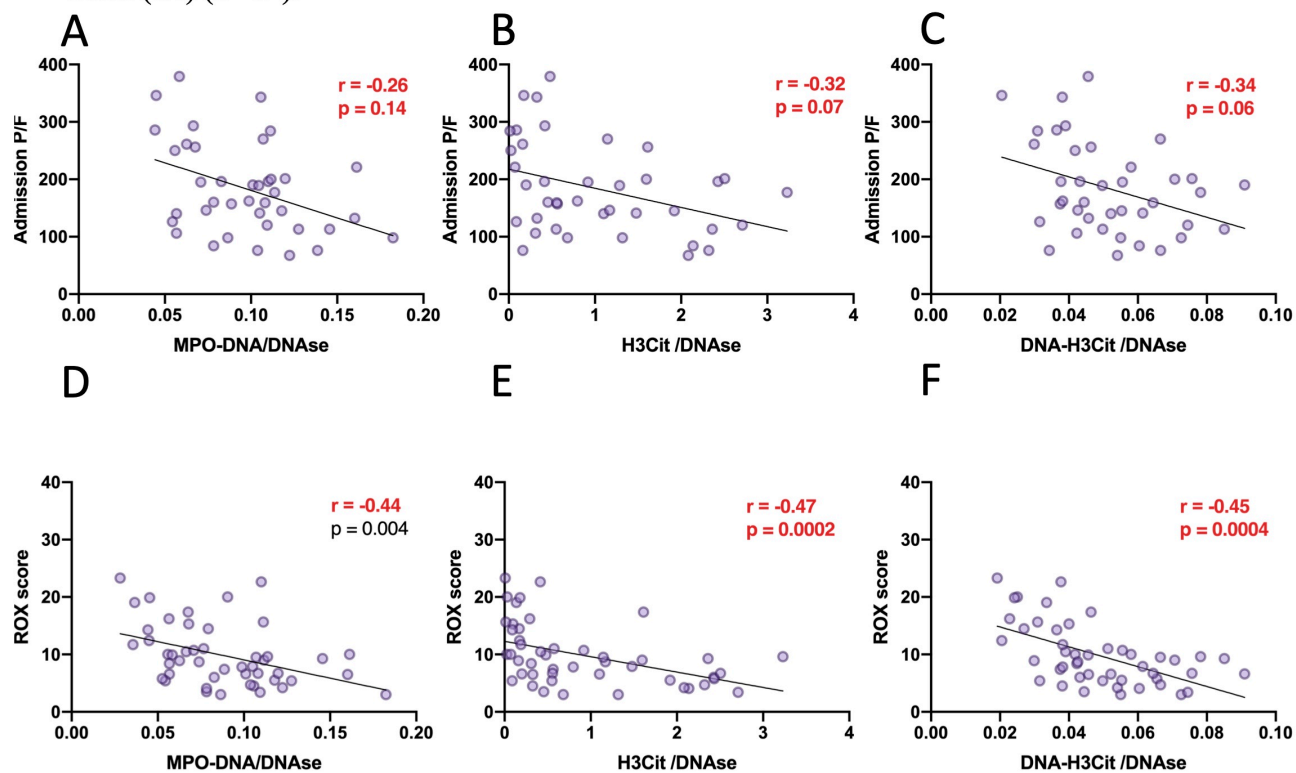 A
B
C
400
300
200
100
0
Admission P/F
r = -0.26
p = 0.14
0.00
0.05
0.10
0.15
0.20
MPO-DNA/DNAse
400
300
200
100
0
Admission P/F
r = -0.32
p = 0.07
0
1
2
3
4
H3Cit /DNAse
400
300
200
100
0
Admission P/F
r = -0.34
p = 0.06
0.00
0.02
0.04
0.06
0.08
0.10
DNA-H3Cit /DNAse
D
E
F
40
30
20
10
0
ROX score
r = -0.44
p = 0.004
0.00
0.05
0.10
0.15
0.20
MPO-DNA/DNAse
40
30
20
10
0
ROX score
r = -0.47
p = 0.0002
0
1
2
3
4
H3Cit /DNAse
40
30
20
10
0
ROX score
r = -0.45
p = 0.0004
0.00
0.02
0.04
0.06
0.08
0.10
DNA-H3Cit /DNAse